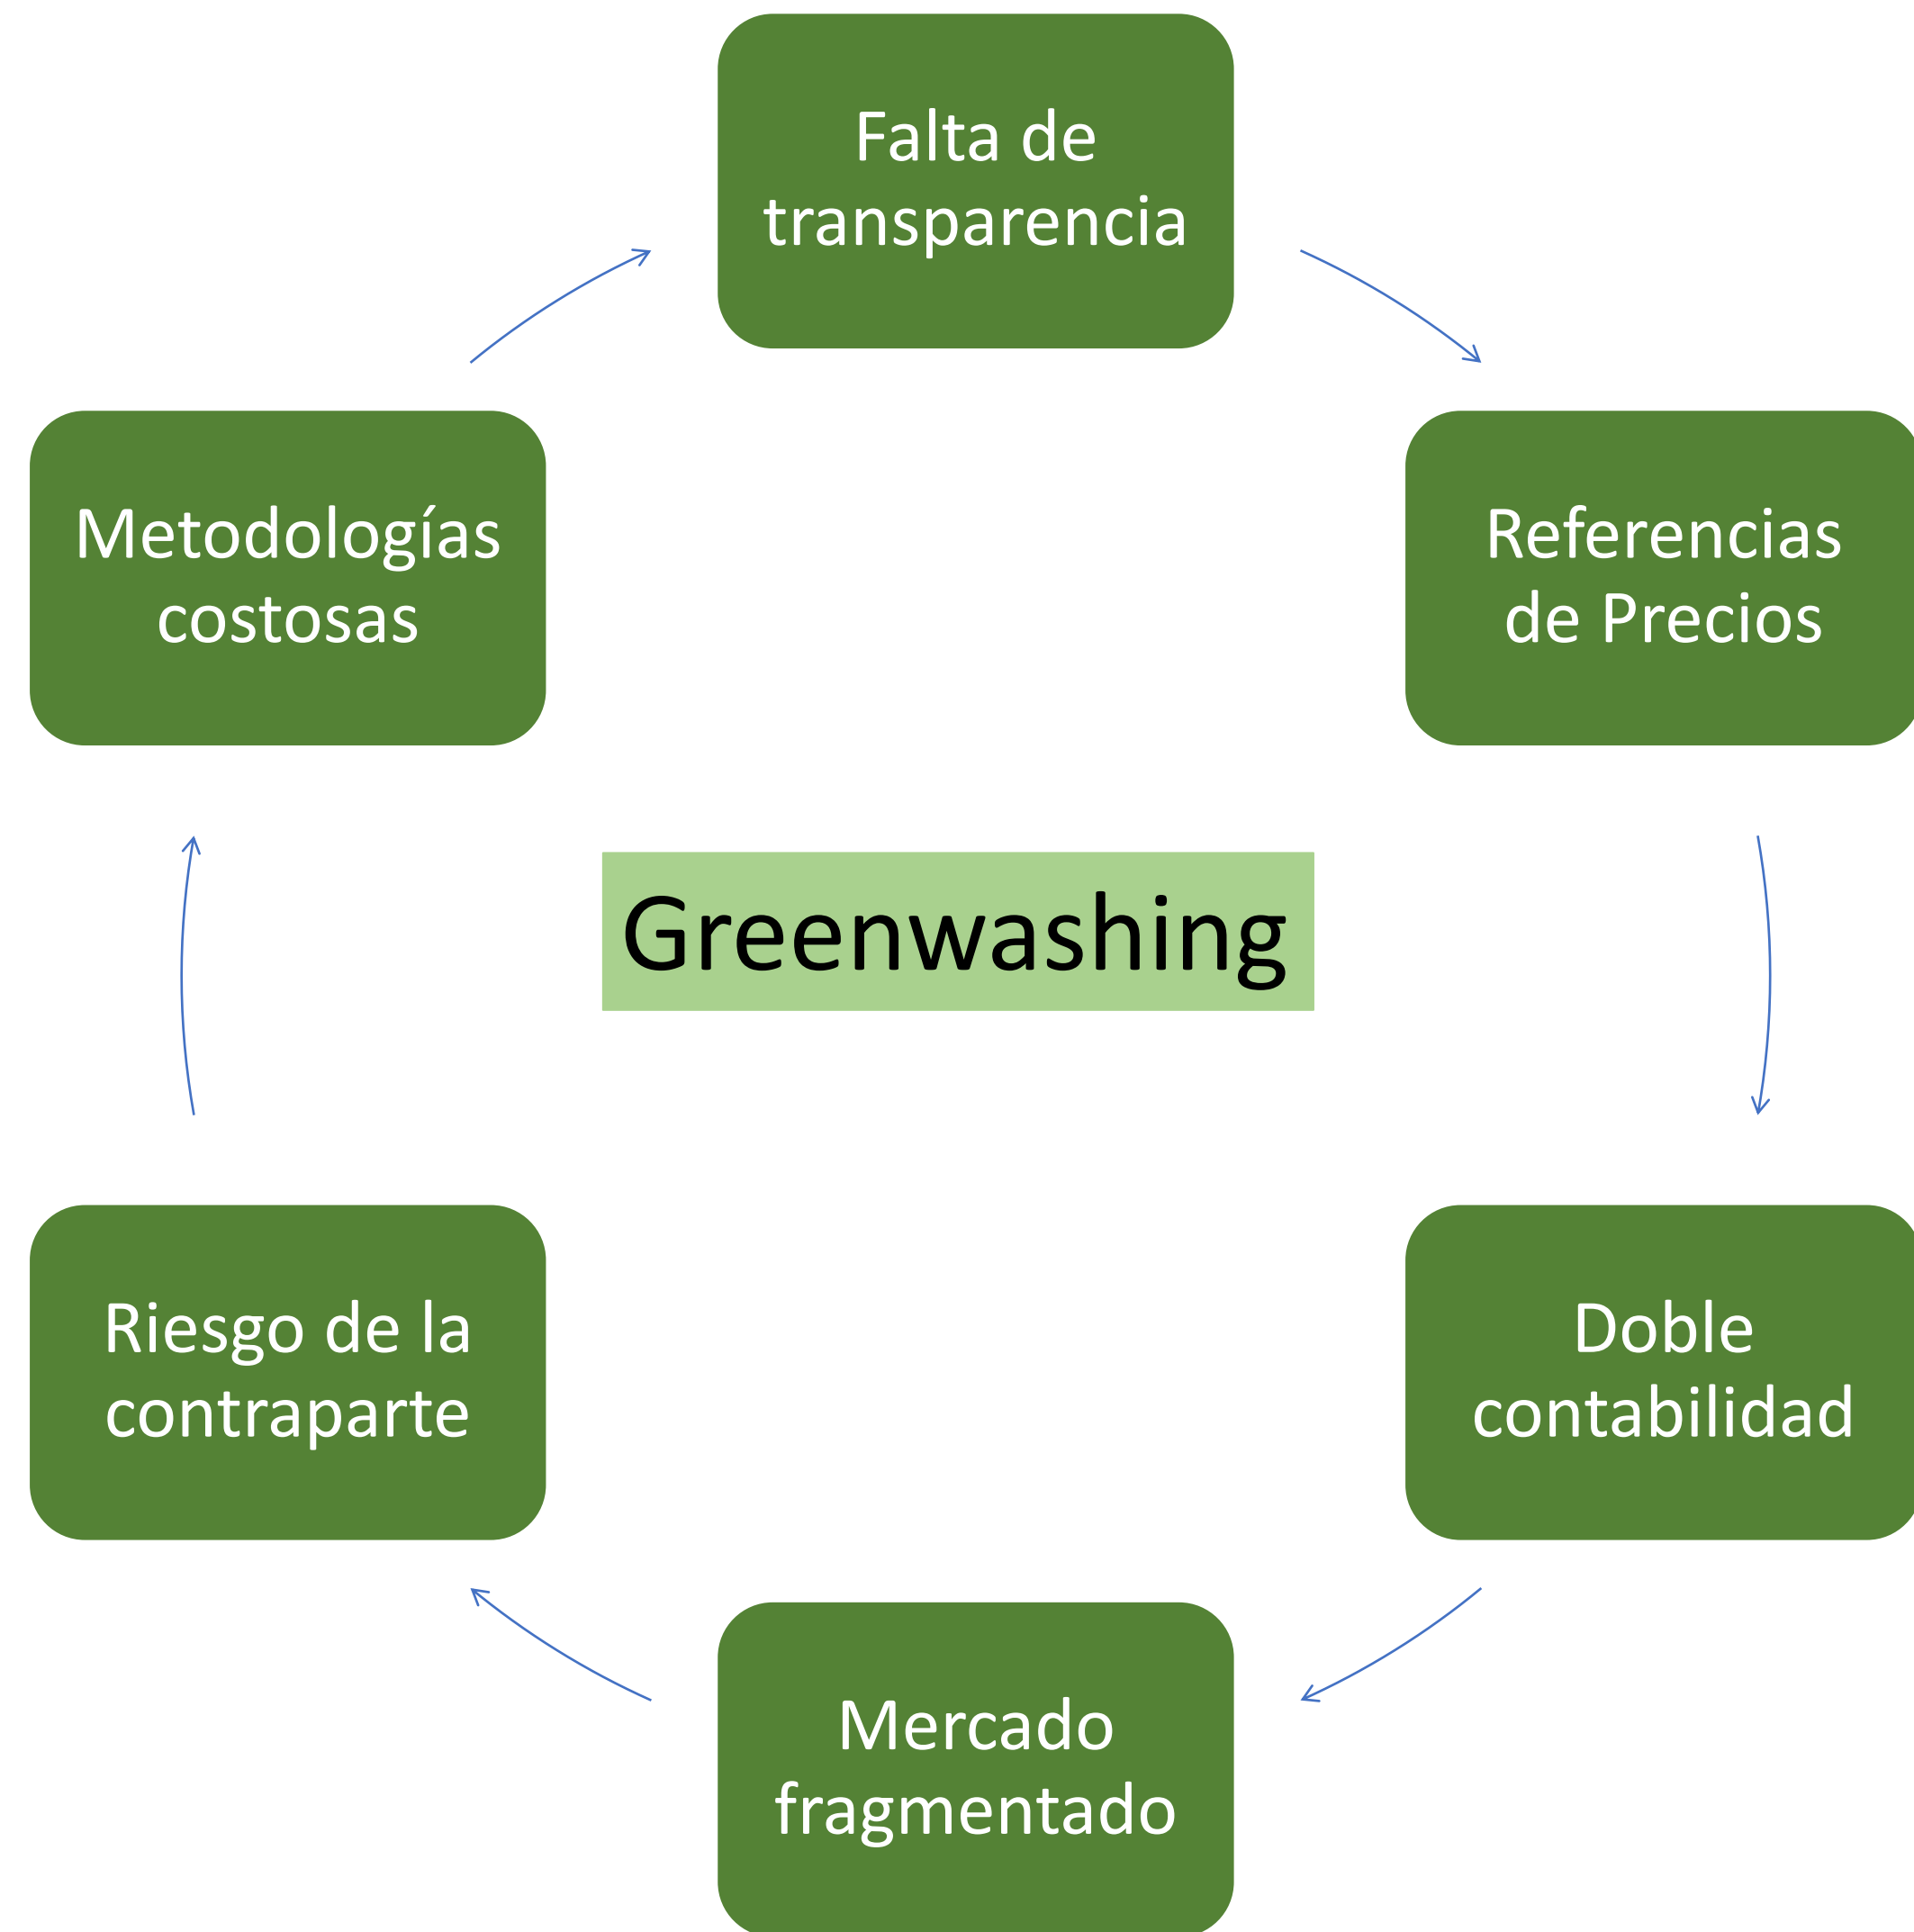 Falta de
transparencia
Metodologías
costosas
Referencias
de Precios
Greenwashing
Riesgo de la
contraparte
Doble
contabilidad
Mercado
fragmentado